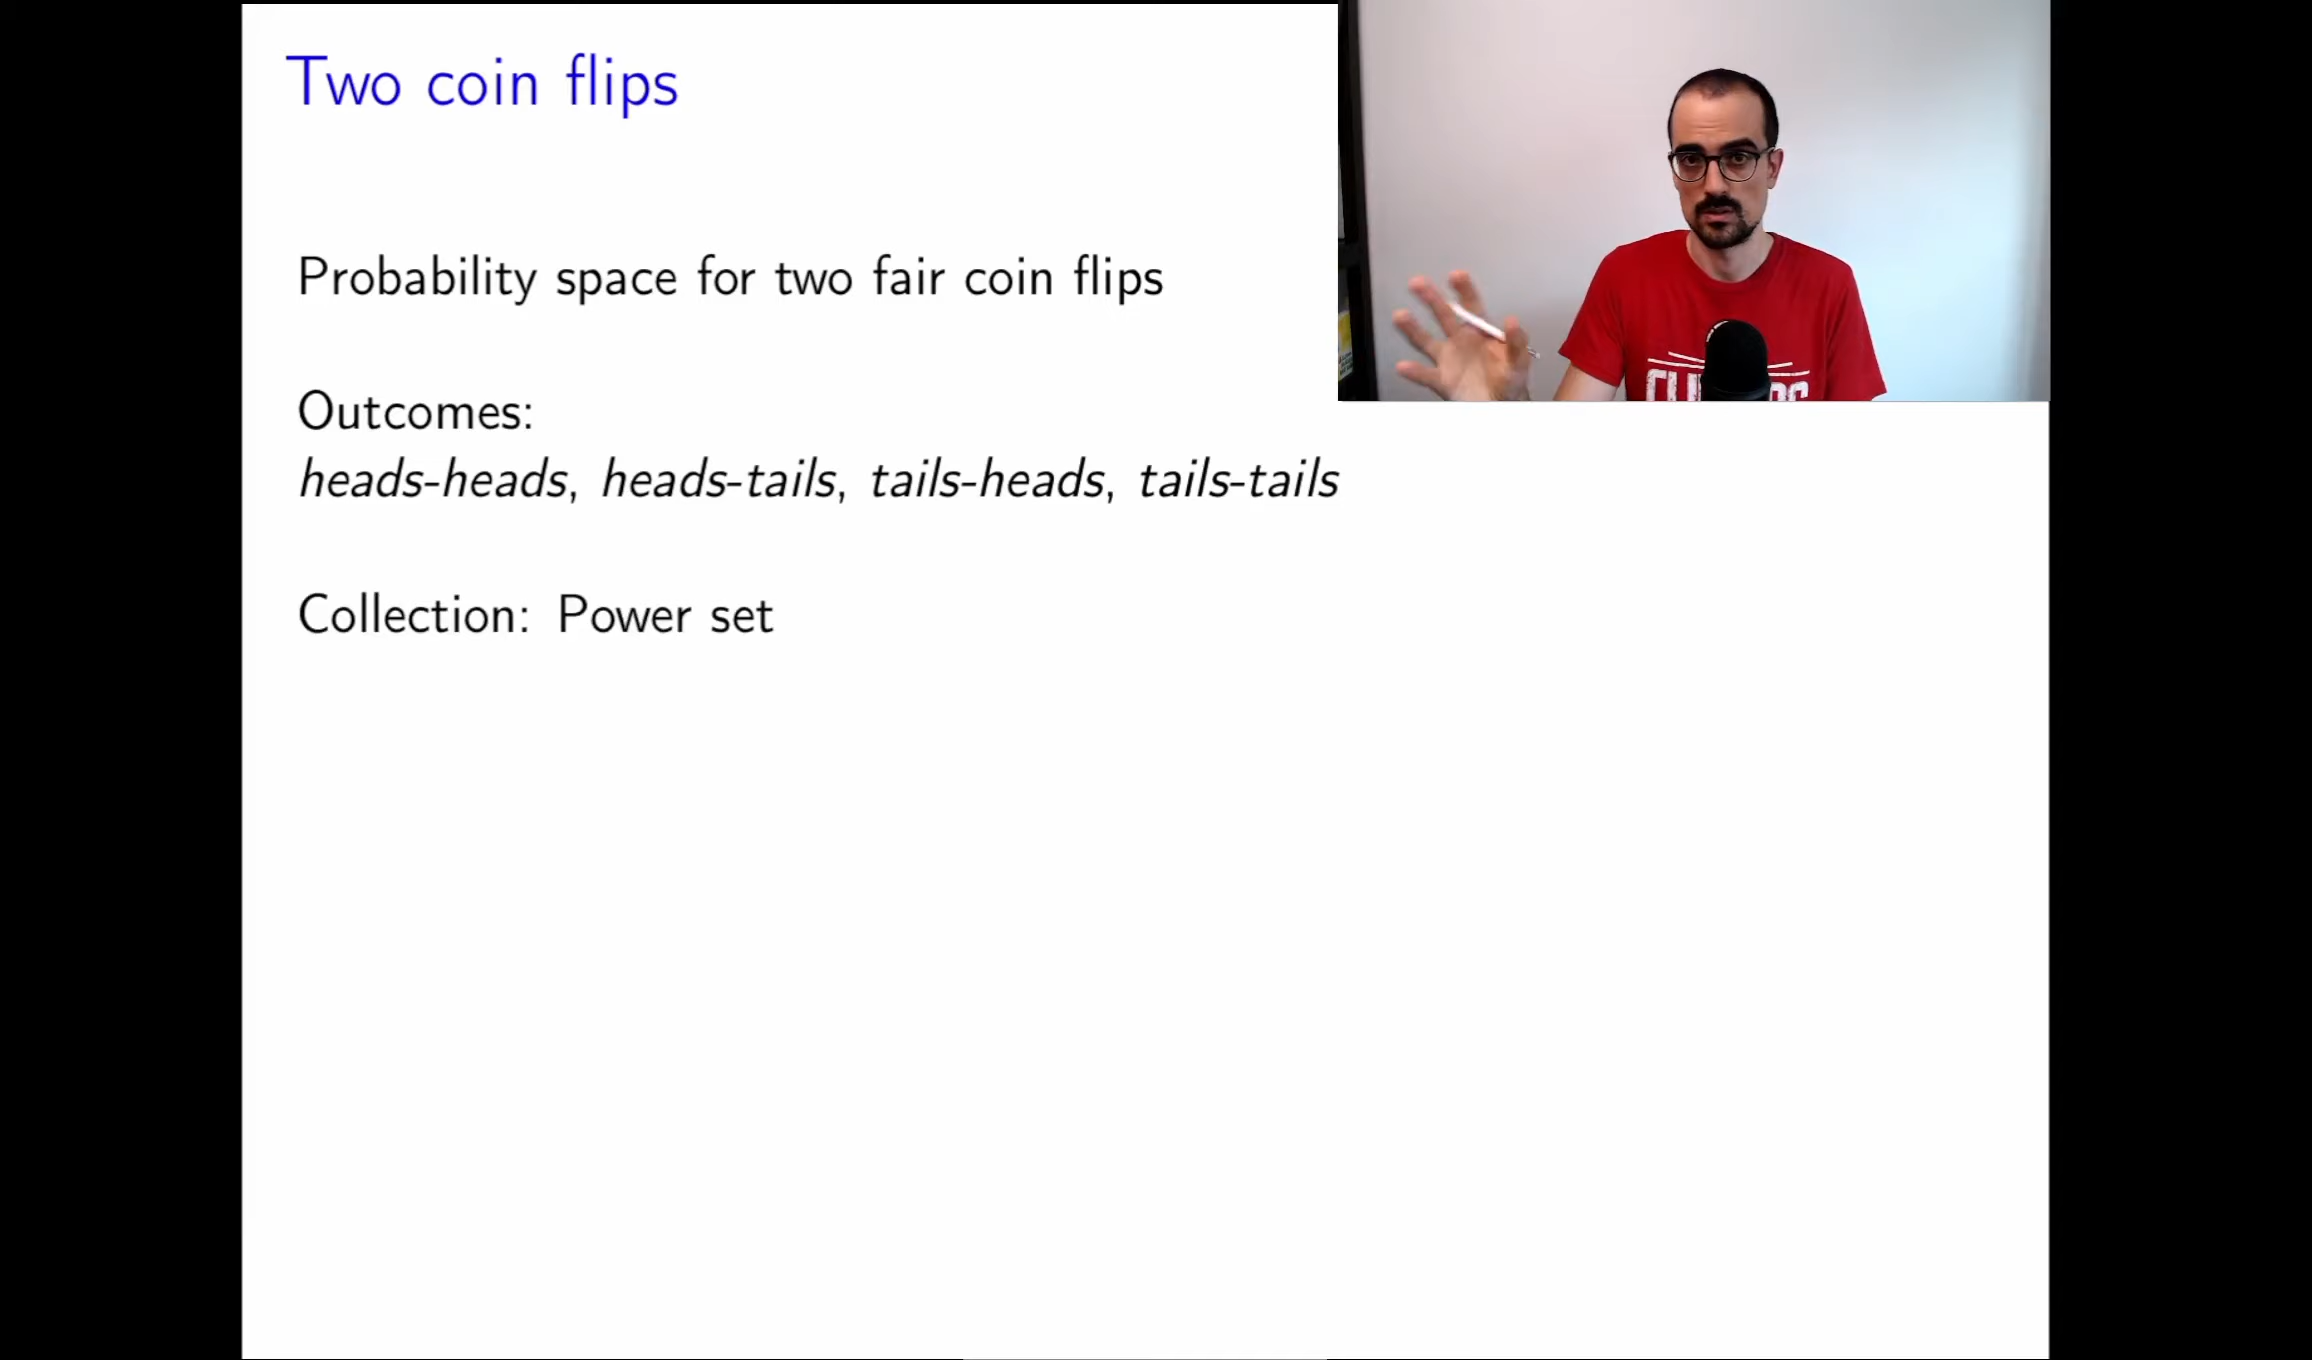 Two coin flips
Probability space for two fair coin flips
Outcomes:
heads-heads, heads-tails, tails-heads, tails-tails
Collection: Power set